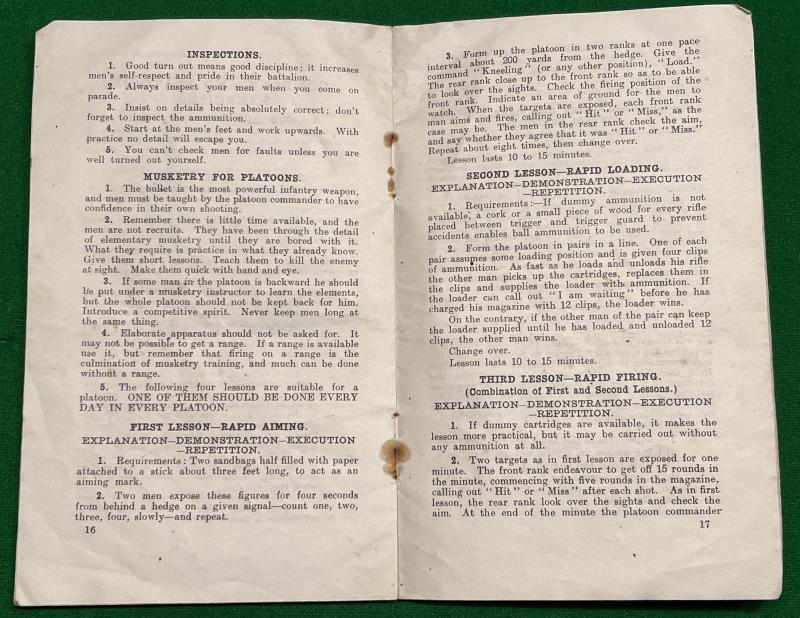 INSPECTIONS.
1. Good turn out means good discipline; it increases
men's self-respect and pride in their battalion.
2. Always inspect your men when you come on
parade.
3. Insist on details being absolutely correct; don't
forget to inspect the ammunition.
4. Start at the men's feet and work upwards. With
practice no detail will escape you.
5. You can't check men for faults unless you are
well turned out yourself.
MUSKETRY FOR PLATOONS.
1. The bullet is the most powerful infantry weapon,
and men must be taught by the platoon commander to have
confidence in their own shooting.
2. Remember there is little time available, and the
men are not recruits. They have been through the detail
of elementary musketry until they are bored with it.
What they require is practice in what they already know.
Give them short lessons. Teach them to kill the enemy
at sight. Make them quick with hand and eye.
3. If some man in the platoon is backward he should
be put under a musketry instructor to learn the elements,
but the whole platoon should not be kept back for him.
Introduce a competitive spirit. Never keep men long at
the same thing.
4. Elaborate apparatus should not be asked for. It
may not be possible to get a range. If a range is available
use it, but remember that firing on a range is the
culmination of musketry training, and much can be done
without a range.
5. The following four lessons are suitable for a
platoon. ONE OF THEM SHOULD BE DONE EVERY
DAY IN EVERY PLATOON.
FIRST LESSON—RAPID AIMING.
EXPLANATION—DEMONSTRATION—EXECUTION
—REPETITION.
1. Requirements: Two sandbags half filled with paper
attached to a stick about three feet long, to act as an
aiming mark.
2. Two men expose these figures for four seconds
from behind a hedge on a given signal—count one, two,
three, four, slowly—and repeat.
16
3. Form up the platoon in two ranks at one pace
interval about 200 yards from the hedge. Give the
command "Kneeling" (or any other position), "Load."
The rear rank close up to the front rank so as to be able
to look over the sights. Check the firing position of the
front rank. Indicate an area of ground for the men to
watch. When the targets are exposed, each front rank
man aims and fires, calling out "Hit" or "Miss," as the
case may be. The men in the rear rank check the aim,
and say whether they agree that it was "Hit" or "Miss."
Repeat about eight times, then change over.
Lesson lasts 10 to 15 minutes.
SECOND LESSON—RAPID LOADING.
EXPLANATION—DEMONSTRATION—EXECUTION
—REPETITION.
1. Requirements:—If dummy ammunition is not
available, a cork or a small piece of wood for every rifle
placed between trigger and trigger guard to prevent
accidents enables ball ammunition to be used.
2. Form the platoon in pairs in a line. One of each
pair assumes some loading position and is given four clips
of ammunition. As fast as he loads and unloads his rifle
the other man picks up the cartridges, replaces them in
the clips and supplies the loader with ammunition. If
the loader can call out "I am waiting" before he has
charged his magazine with 12 clips, the loader wins.
On the contrary, if the other man of the pair can keep
the loader supplied until he has loaded and unloaded 12
clips, the other man wins.
Change over.
Lesson lasts 10 to 15 minutes.
THIRD LESSON—RAPID FIRING.
(Combination of First and Second Lessons.)
EXPLANATION—DEMONSTRATION—EXECUTION
—REPETITION.
1. If dummy cartridges are available, it makes the
lesson more practical, but it may be carried out without
any ammunition at all.
2. Two targets as in first lesson are exposed for one
minute. The front rank endeavour to get off 15 rounds in
the minute, commencing with five rounds in the magazine,
calling out "Hit" or "Miss" after each shot. As in first
lesson, the rear rank look over the sights and check the
aim. At the end of the minute the platoon commander
17